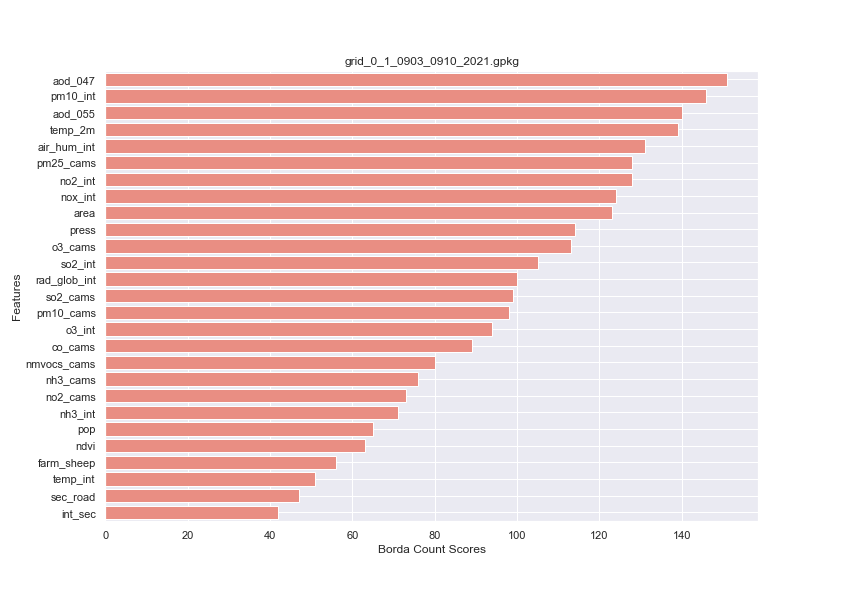 grid_0_1_0903_0910_2021.gpkg
Features
aod_047
pm10_int
aod_055
temp_2m
air_hum_int
pm25_cams
no2_int
nox_int
area
press
o3_cams
so2_int
rad_glob_int
so2_cams
pm10_cams
o3_int
co_cams
nmvocs_cams
nh3_cams
no2_cams
nh3_int
pop
ndvi
farm_sheep
temp_int
sec_road
int_sec
0 20 40 60 80 100 120 140
Borda Count Scores